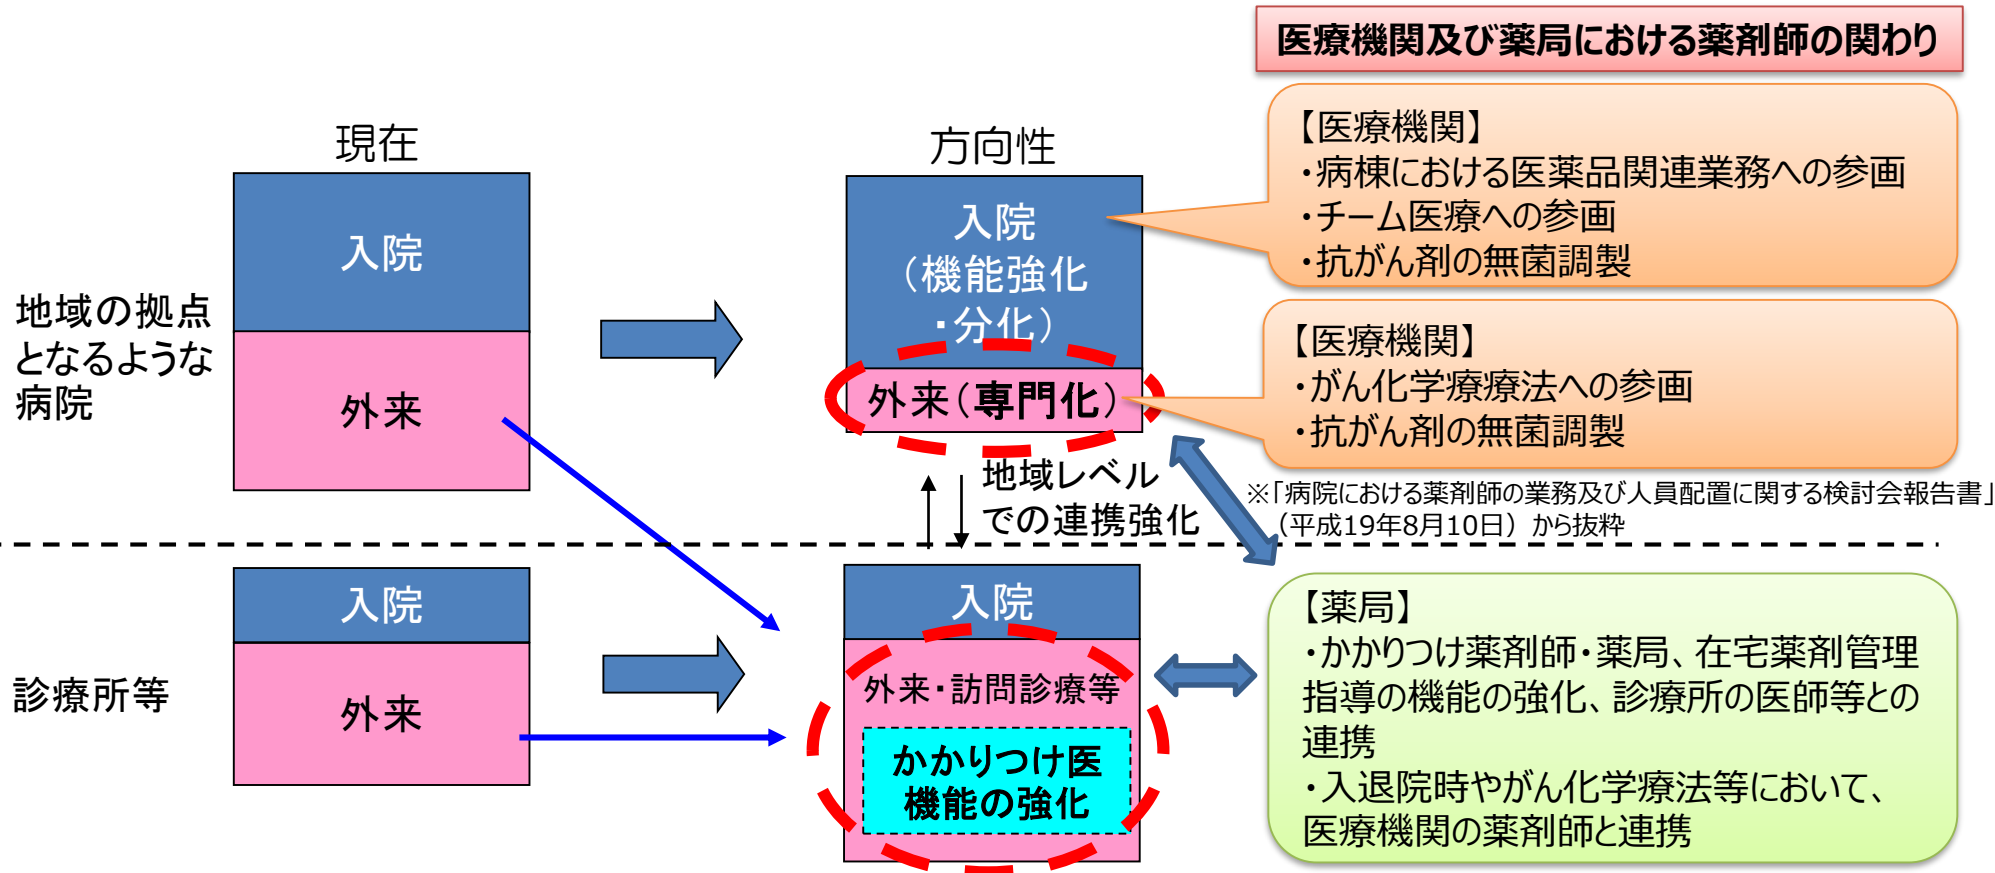 医療機関及び薬局における薬剤師の関わり
現在
方向性
地域の拠点
となるような
病院
入院
外来
入院
（機能強化
・分化）
外来（専門化）
【医療機関】
・病棟における医薬品関連業務への参画
・チーム医療への参画
・抗がん剤の無菌調製
【医療機関】
・がん化学療療法への参画
・抗がん剤の無菌調製
※「病院における薬剤師の業務及び人員配置に関する検討会報告書」
（平成19年8月10日）から抜粋
地域レベル
での連携強化
診療所等
入院
外来
入院
外来・訪問診療等
かかりつけ医
機能の強化
【薬局】
・かかりつけ薬剤師・薬局、在宅薬剤管理
指導の機能の強化、診療所の医師等との
連携
・入退院時やがん化学療法等において、
医療機関の薬剤師と連携